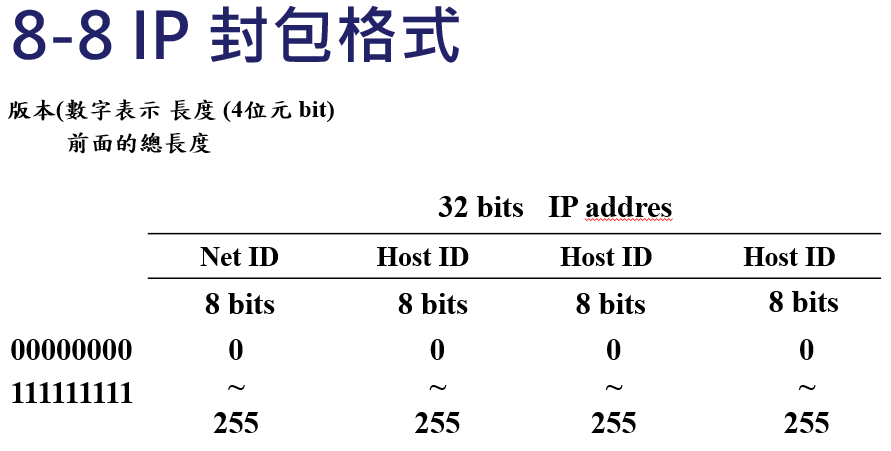 8-8 IP 封包格式
版本(數字表示 長度 (4位元 bit)
前面的總長度
32 bits IP addres
Net ID Host ID Host ID Host ID
8 bits 8 bits 8 bits 8 bits
00000000 0 0 0 0
111111111 ~ ~ ~ ~
255 255 255 255